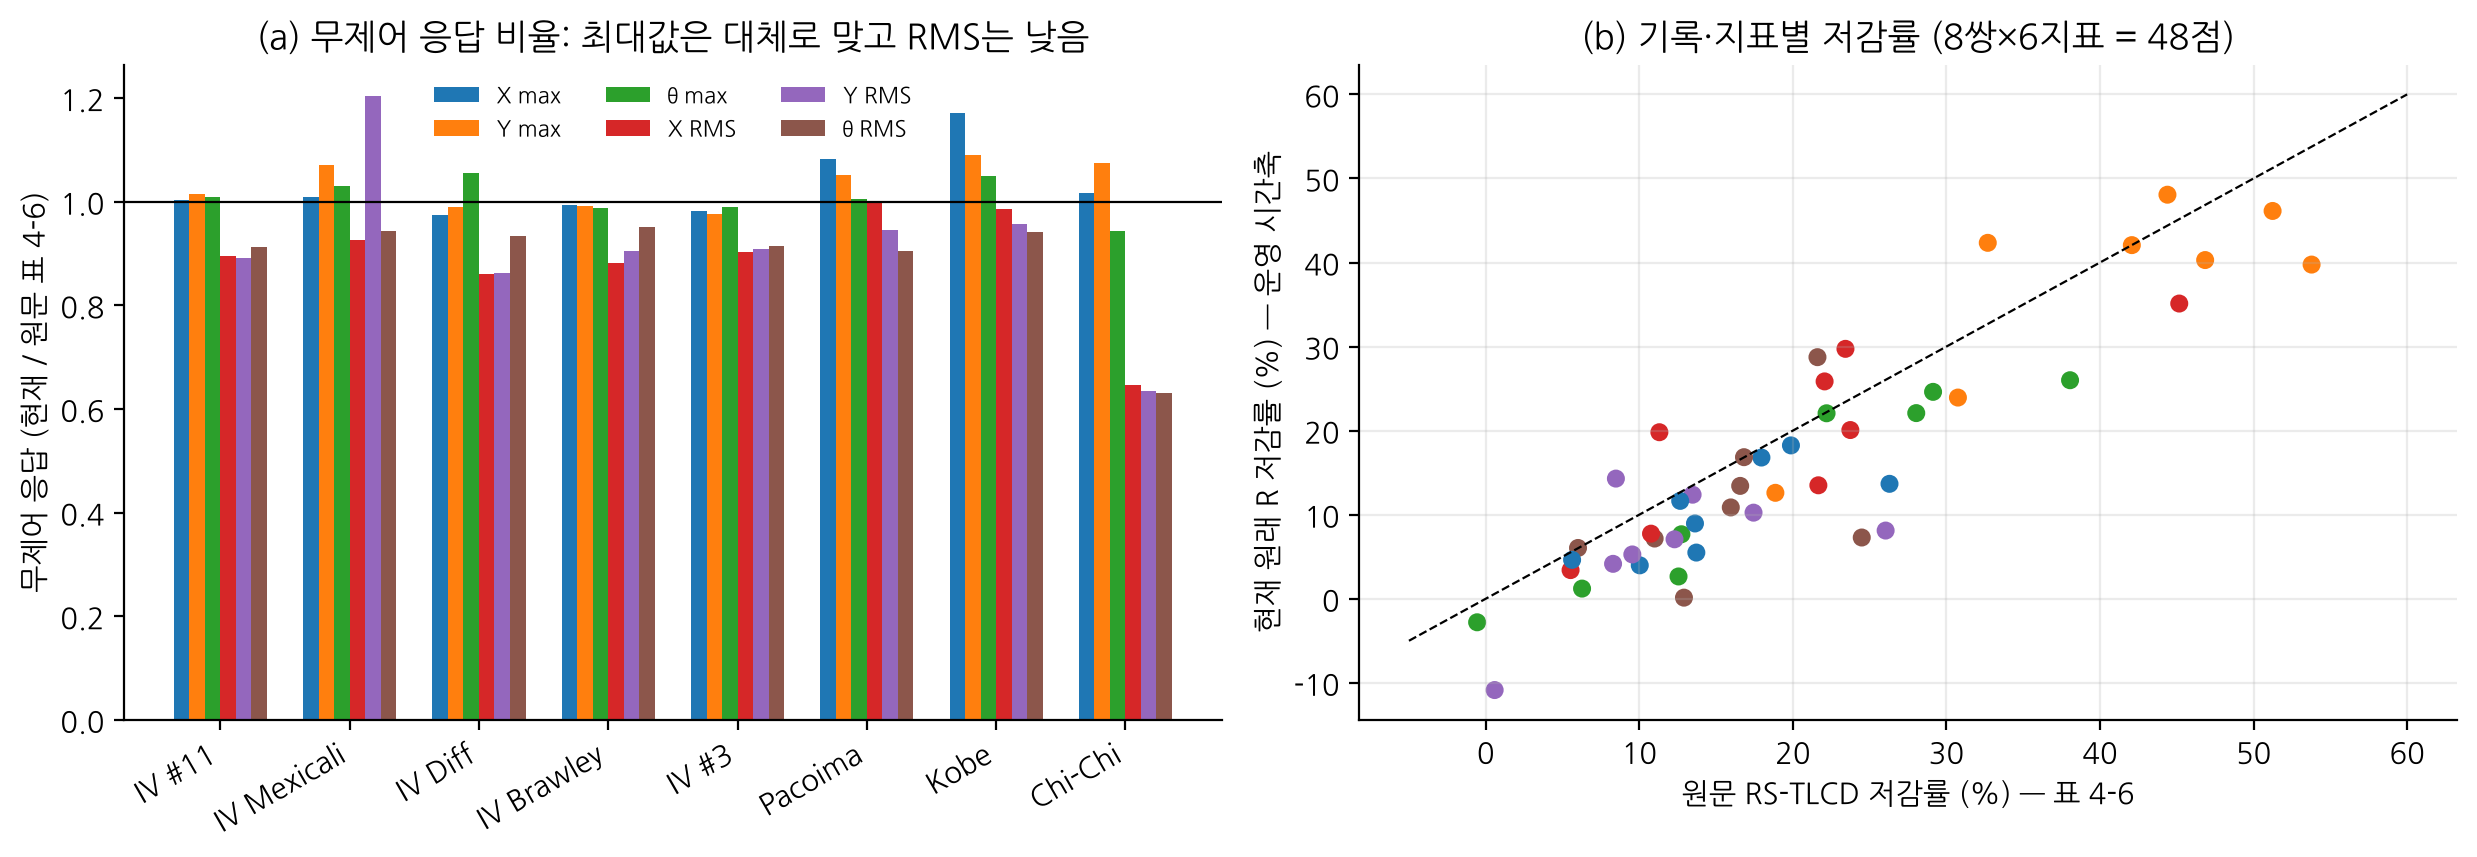 (a) 무제어 응답 비율: 최대값은 대체로 맞고 RMS는 낮음
무제어 응답 (현재 / 원문 표 4-6)
1.2
1.0
0.8
0.6
0.4
0.2
0.0
X max
Y max
θ max
X RMS
Y RMS
θ RMS
IV #11
IV Mexicali
IV Diff
IV Brawley
IV #3
Pacoima
Kobe
Chi-Chi
(b) 기록·지표별 저감률 (8쌍×6지표 = 48점)
현재 원래 R 저감률 (%) — 운영 시간축
60
50
40
30
20
10
0
-10
0
10
20
30
40
50
60
원문 RS-TLCD 저감률 (%) — 표 4-6